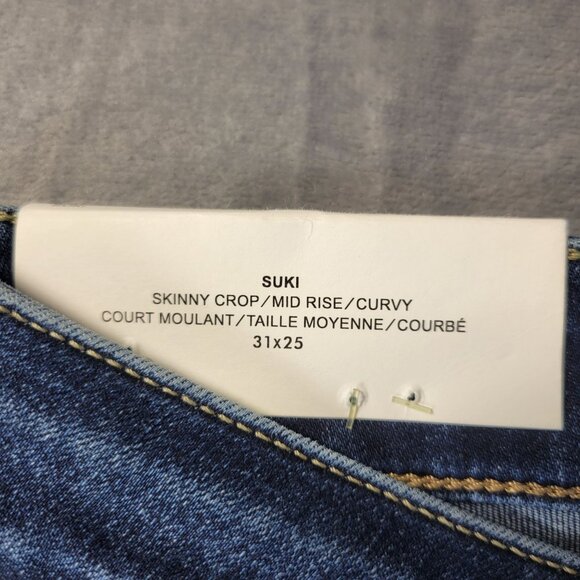 SUKI
SKINNY CROP/MID RISE/CURVY
COURT MOULANT/TAILLE MOYENNE/COURBÉ
31x25